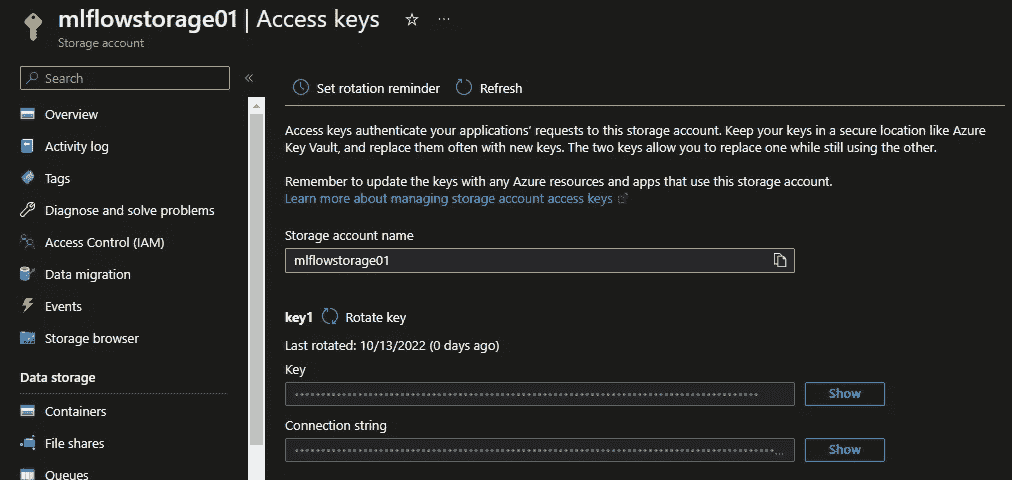 mlflowstorage01 | Access keys ☆ ···
Storage account
Search «
Overview
Activity log
Tags
Diagnose and solve problems
Access Control (IAM)
Data migration
Events
Storage browser
Data storage
Containers
File shares
Queues
Set rotation reminder Refresh
Access keys authenticate your applications' requests to this storage account. Keep your keys in a secure location like Azure
Key Vault, and replace them often with new keys. The two keys allow you to replace one while still using the other.
Remember to update the keys with any Azure resources and apps that use this storage account.
Learn more about managing storage account access keys
Storage account name
mlflowstorage01
key1 Rotate key
Last rotated: 10/13/2022 (0 days ago)
Key
Show
Connection string
Show